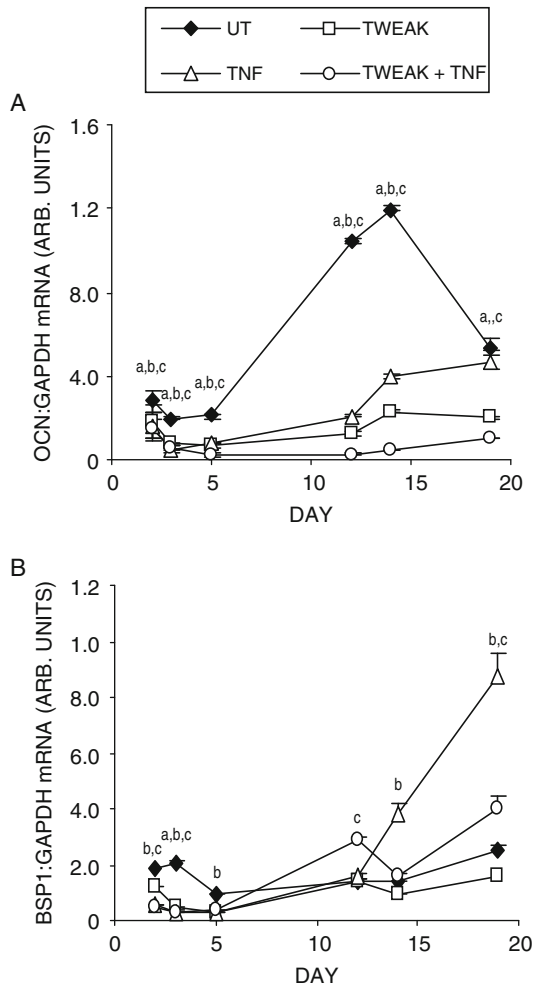 UT
TWEAK
TNF
TWEAK + TNF
A
OCN:GAPDH mRNA (ARB. UNITS)
1.6
1.2
8.0
4.0
0
a,b,c
a,b,c
a,b,c
a,b,c
a,b,c
a,,c
0 5 10 15 20
DAY
B
BSP1:GAPDH mRNA (ARB. UNITS)
1.2
1.0
8.0
6.0
4.0
2.0
0
b,c
a,b,c
b
c
b
b,c
0 5 10 15 20
DAY